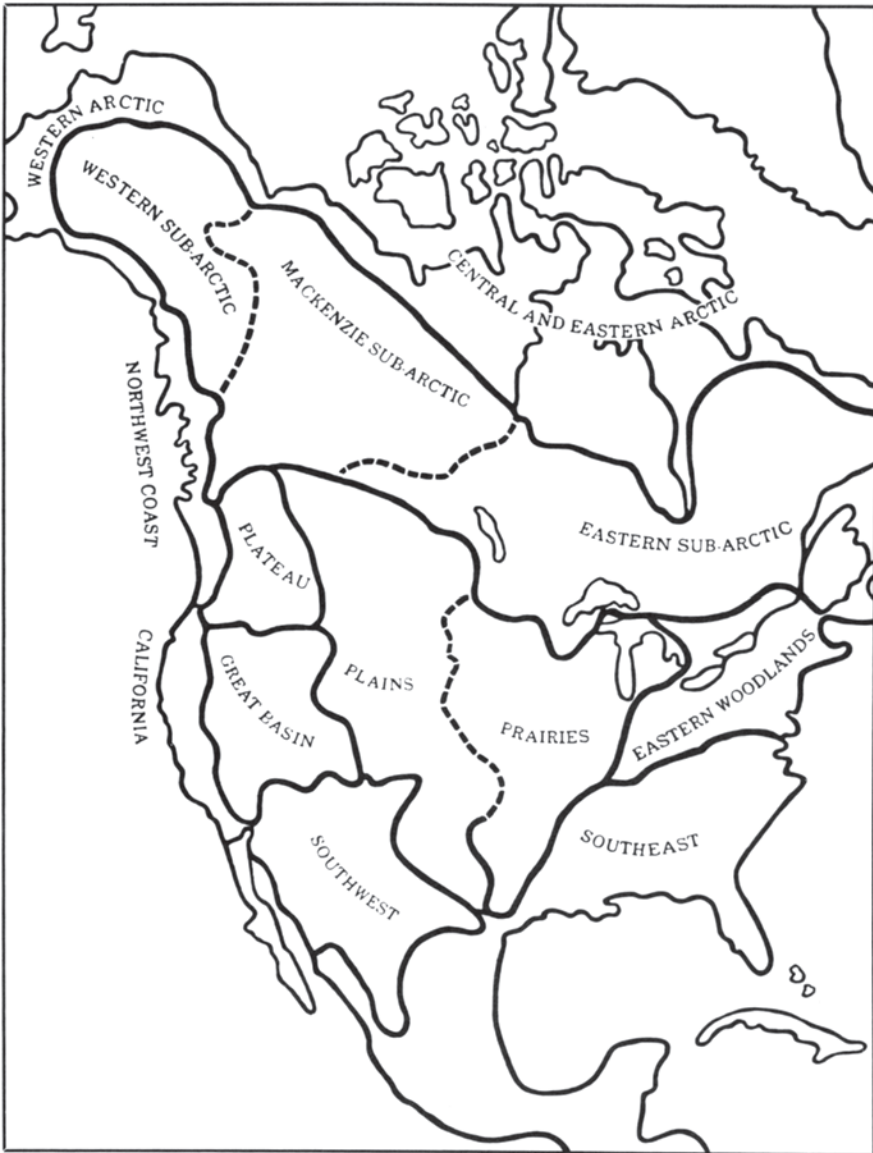 WESTERN ARCTIC
WESTERN SUB-ARCTIC
MACKENZIE SUB-ARCTIC
CENTRAL AND EASTERN ARCTIC
NORTHWEST COAST
EASTERN SUB-ARCTIC
PLATEAU
CALIFORNIA
GREAT BASIN
PLAINS
PRAIRIES
EASTERN WOODLANDS
SOUTHWEST
SOUTHEAST